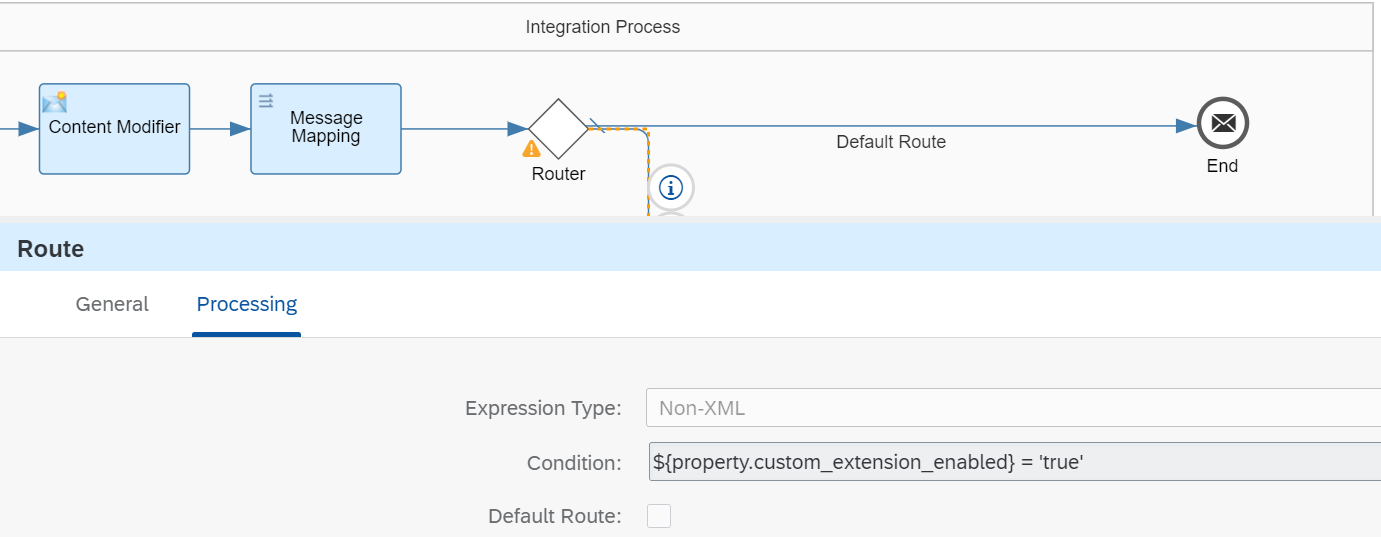 Integration Process
Content Modifier
Message
Mapping
Router
Default Route
End
Route
General
Processing
Expression Type:
Non-XML
Condition:
${property.custom_extension_enabled} = 'true'
Default Route: